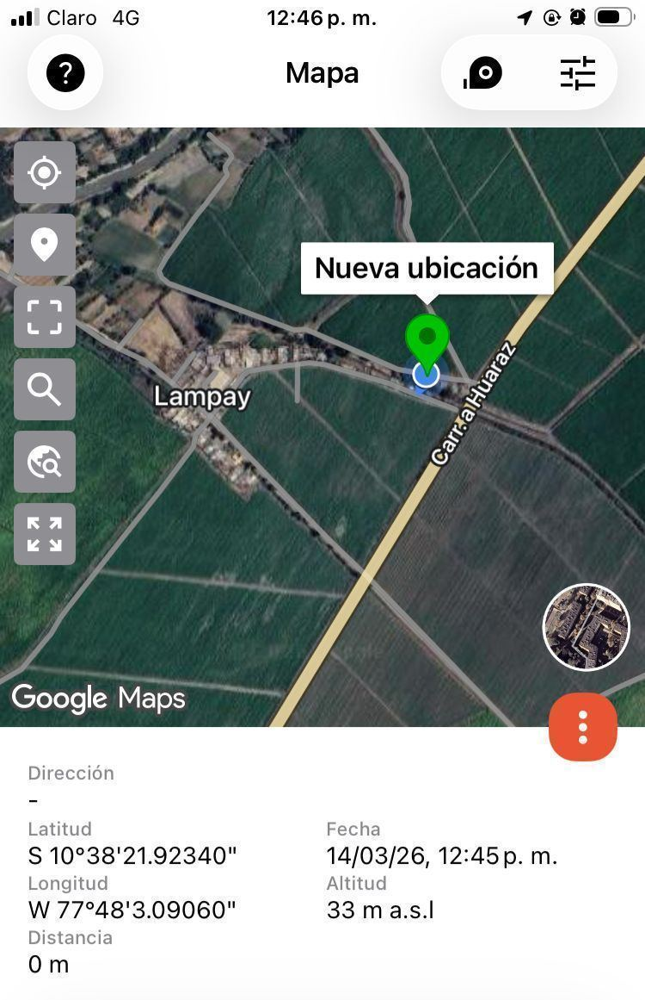 Claro 4G 12:46 p. m.
?
Mapa
Nueva ubicación
Lampay
Carr. a Huaraz
Google Maps
Dirección
-
Latitud Fecha
S 10°38'21.92340" 14/03/26, 12:45 p. m.
Longitud Altitud
W 77°48'3.09060" 33 m a.s.l
Distancia
0 m